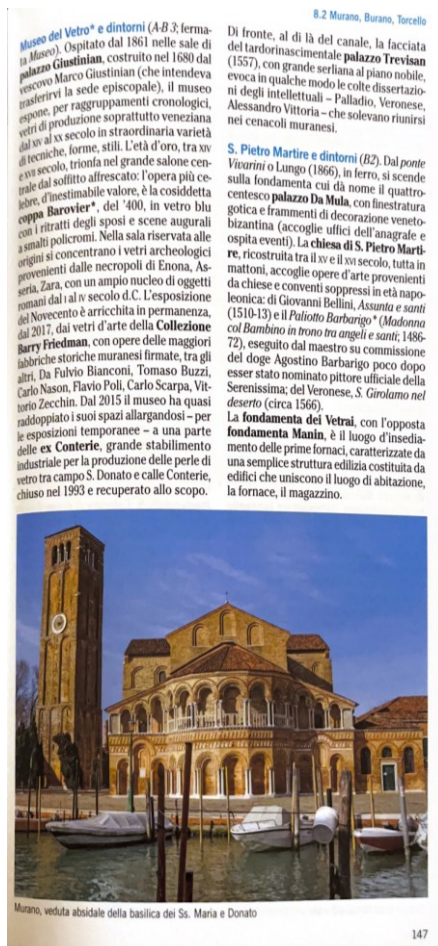 8.2 Murano, Burano, Torcello
Museo del Vetro* e dintorni (A-B 3; ferma-
ta Museo). Ospitato dal 1861 nelle sale di
palazzo Giustinian, costruito nel 1680 dal
vescovo Marco Giustinian (che intendeva
trasferirvi la sede episcopale), il museo
espone, per raggruppamenti cronologici,
vetri di produzione soprattutto veneziana
dal XIV al XX secolo in straordinaria varietà
di tecniche, forme, stili. L'età d'oro, tra XIV
e XVII secolo, trionfa nel grande salone cen-
trale dal soffitto affrescato: l'opera più ce-
lebre, d'inestimabile valore, è la cosiddetta
coppa Barovier*, del '400, in vetro blu
con i ritratti degli sposi e scene augurali
a smalti policromi. Nella sala riservata alle
origini si concentrano i vetri archeologici
provenienti dalle necropoli di Enona, As-
seria, Zara, con un ampio nucleo di oggetti
romani dal I al IV secolo d.C. L'esposizione
del Novecento è arricchita in permanenza,
dal 2017, dai vetri d'arte della Collezione
Barry Friedman, con opere delle maggiori
fabbriche storiche muranesi firmate, tra gli
altri, Da Fulvio Bianconi, Tomaso Buzzi,
Carlo Nason, Flavio Poli, Carlo Scarpa, Vit-
torio Zecchin. Dal 2015 il museo ha quasi
raddoppiato i suoi spazi allargandosi – per
le esposizioni temporanee – a una parte
delle ex Conterie, grande stabilimento
industriale per la produzione delle perle di
vetro tra campo S. Donato e calle Conterie,
chiuso nel 1993 e recuperato allo scopo.
Di fronte, al di là del canale, la facciata
del tardorinascimentale palazzo Trevisan
(1557), con grande serliana al piano nobile,
evoca in qualche modo le colte dissertazio-
ni degli intellettuali – Palladio, Veronese,
Alessandro Vittoria – che solevano riunirsi
nei cenacoli muranesi.
S. Pietro Martire e dintorni (B2). Dal ponte
Vivarini o Lungo (1866), in ferro, si scende
sulla fondamenta cui dà nome il quattro-
centesco palazzo Da Mula, con finestratura
gotica e frammenti di decorazione veneto-
bizantina (accoglie uffici dell'anagrafe e
ospita eventi). La chiesa di S. Pietro Marti-
re, ricostruita tra il XV e il XVI secolo, tutta in
mattoni, accoglie opere d'arte provenienti
da chiese e conventi soppressi in età napo-
leonica: di Giovanni Bellini, Assunta e santi
(1510-13) e il Paliotto Barbarigo* (Madonna
col Bambino in trono tra angeli e santi; 1486-
72), eseguito dal maestro su commissione
del doge Agostino Barbarigo poco dopo
esser stato nominato pittore ufficiale della
Serenissima; del Veronese, S. Girolamo nel
deserto (circa 1566).
La fondamenta dei Vetrai, con l'opposta
fondamenta Manin, è il luogo d'insedia-
mento delle prime fornaci, caratterizzate da
una semplice struttura edilizia costituita da
edifici che uniscono il luogo di abitazione,
la fornace, il magazzino.
Murano, veduta absidale della basilica dei Ss. Maria e Donato
147